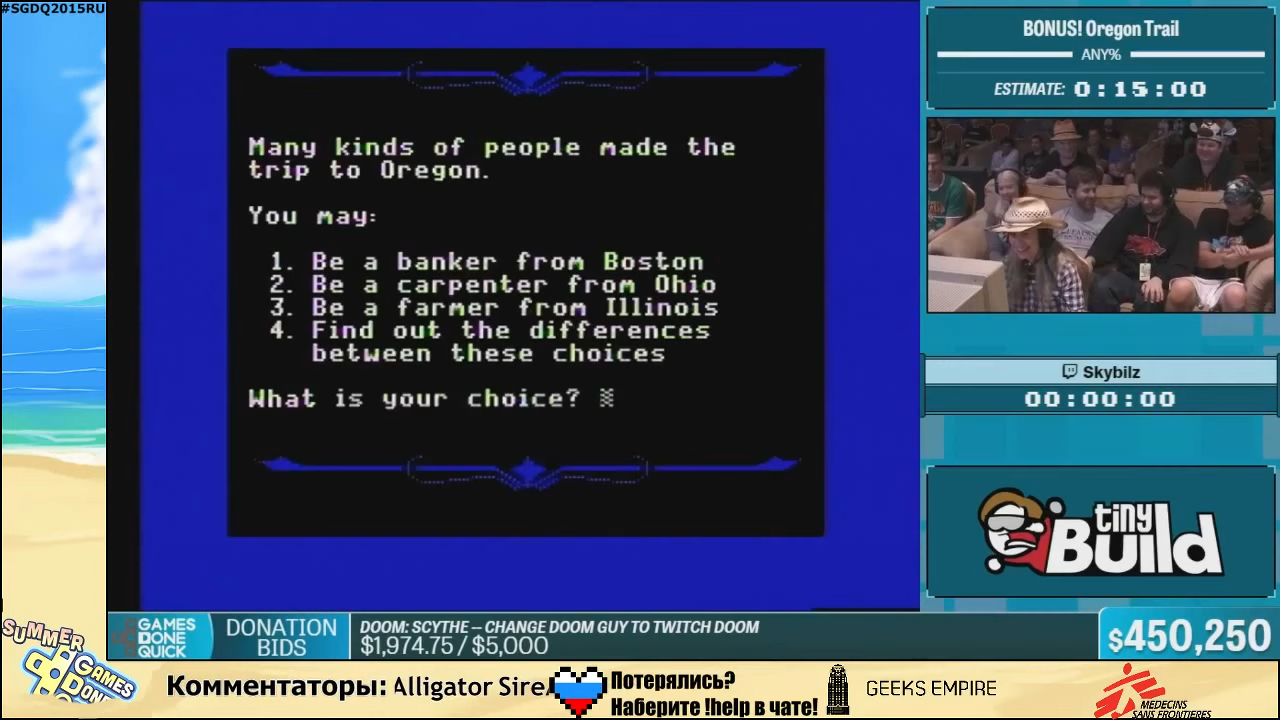 #SGDQ2015RU
BONUS! Oregon Trail
ANY%
ESTIMATE: 0:15:00
Many kinds of people made the
trip to Oregon.
You may:
1. Be a banker from Boston
2. Be a carpenter from Ohio
3. Be a farmer from Illinois
4. Find out the differences
between these choices
What is your choice?
Skybilz
00:00:00
tiny
Build
GAMES
DONE
QUICK
DONATION
BIDS
DOOM: SCYTHE – CHANGE DOOM GUY TO TWITCH DOOM
$1,974.75 / $5,000
$450,250
SUMMER
GAMES
Комментаторы: Alligator Sire
Потерялись?
Наберите !help в чате!
GEEKS EMPIRE
MEDECINS
SANS FRONTIERES